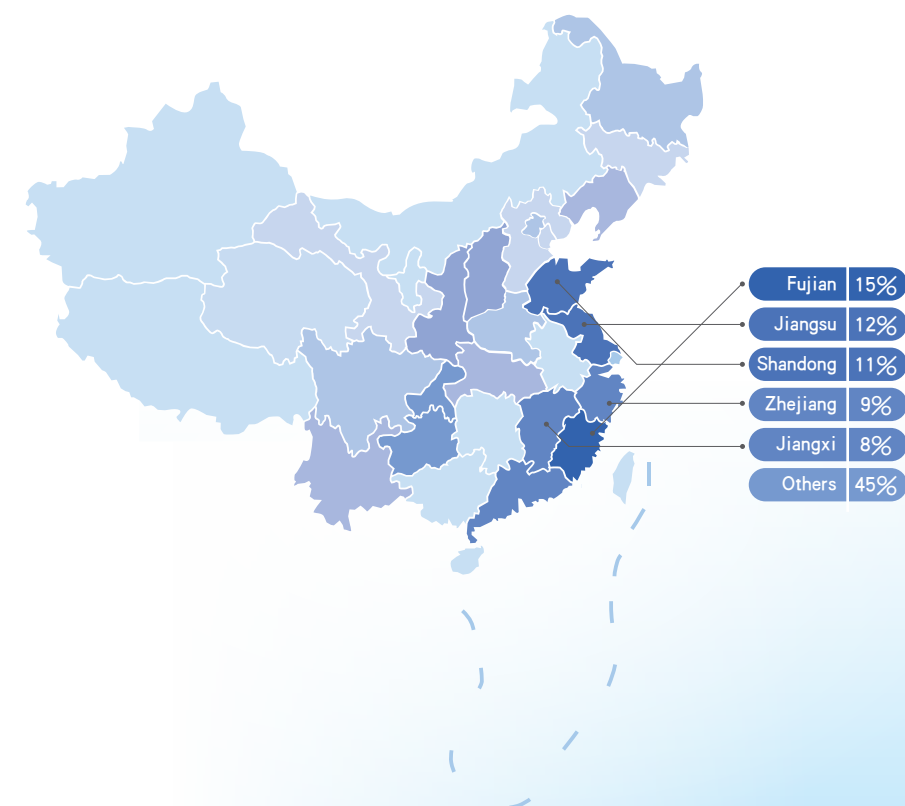 Fujian 15%
Jiangsu 12%
Shandong 11%
Zhejiang 9%
Jiangxi 8%
Others 45%